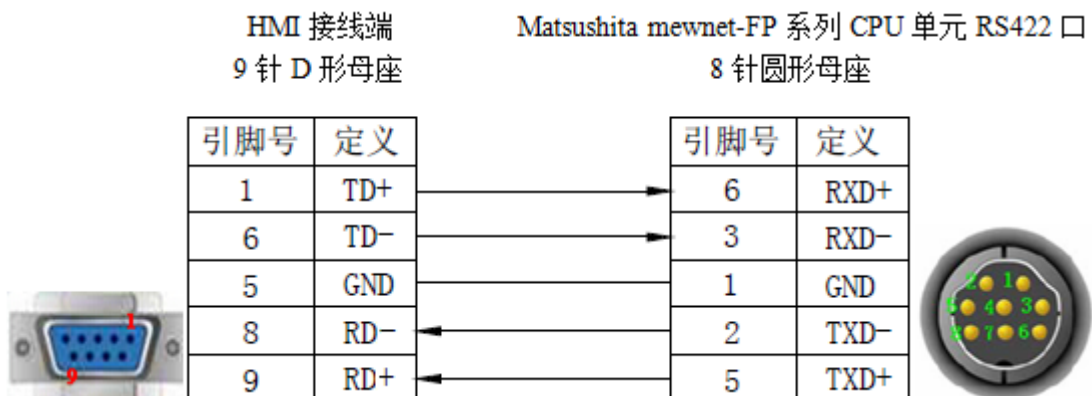 HMI 接线端
9 针 D 形母座
Matsushita mewnet-FP 系列 CPU 单元 RS422 口
8 针圆形母座
引脚号 定义 引脚号 定义
1 TD+ 6 RXD+
6 TD- 3 RXD-
5 GND 1 GND
8 RD- 2 TXD-
9 RD+ 5 TXD+
1
9
2 1
5 4 3
8 7 6